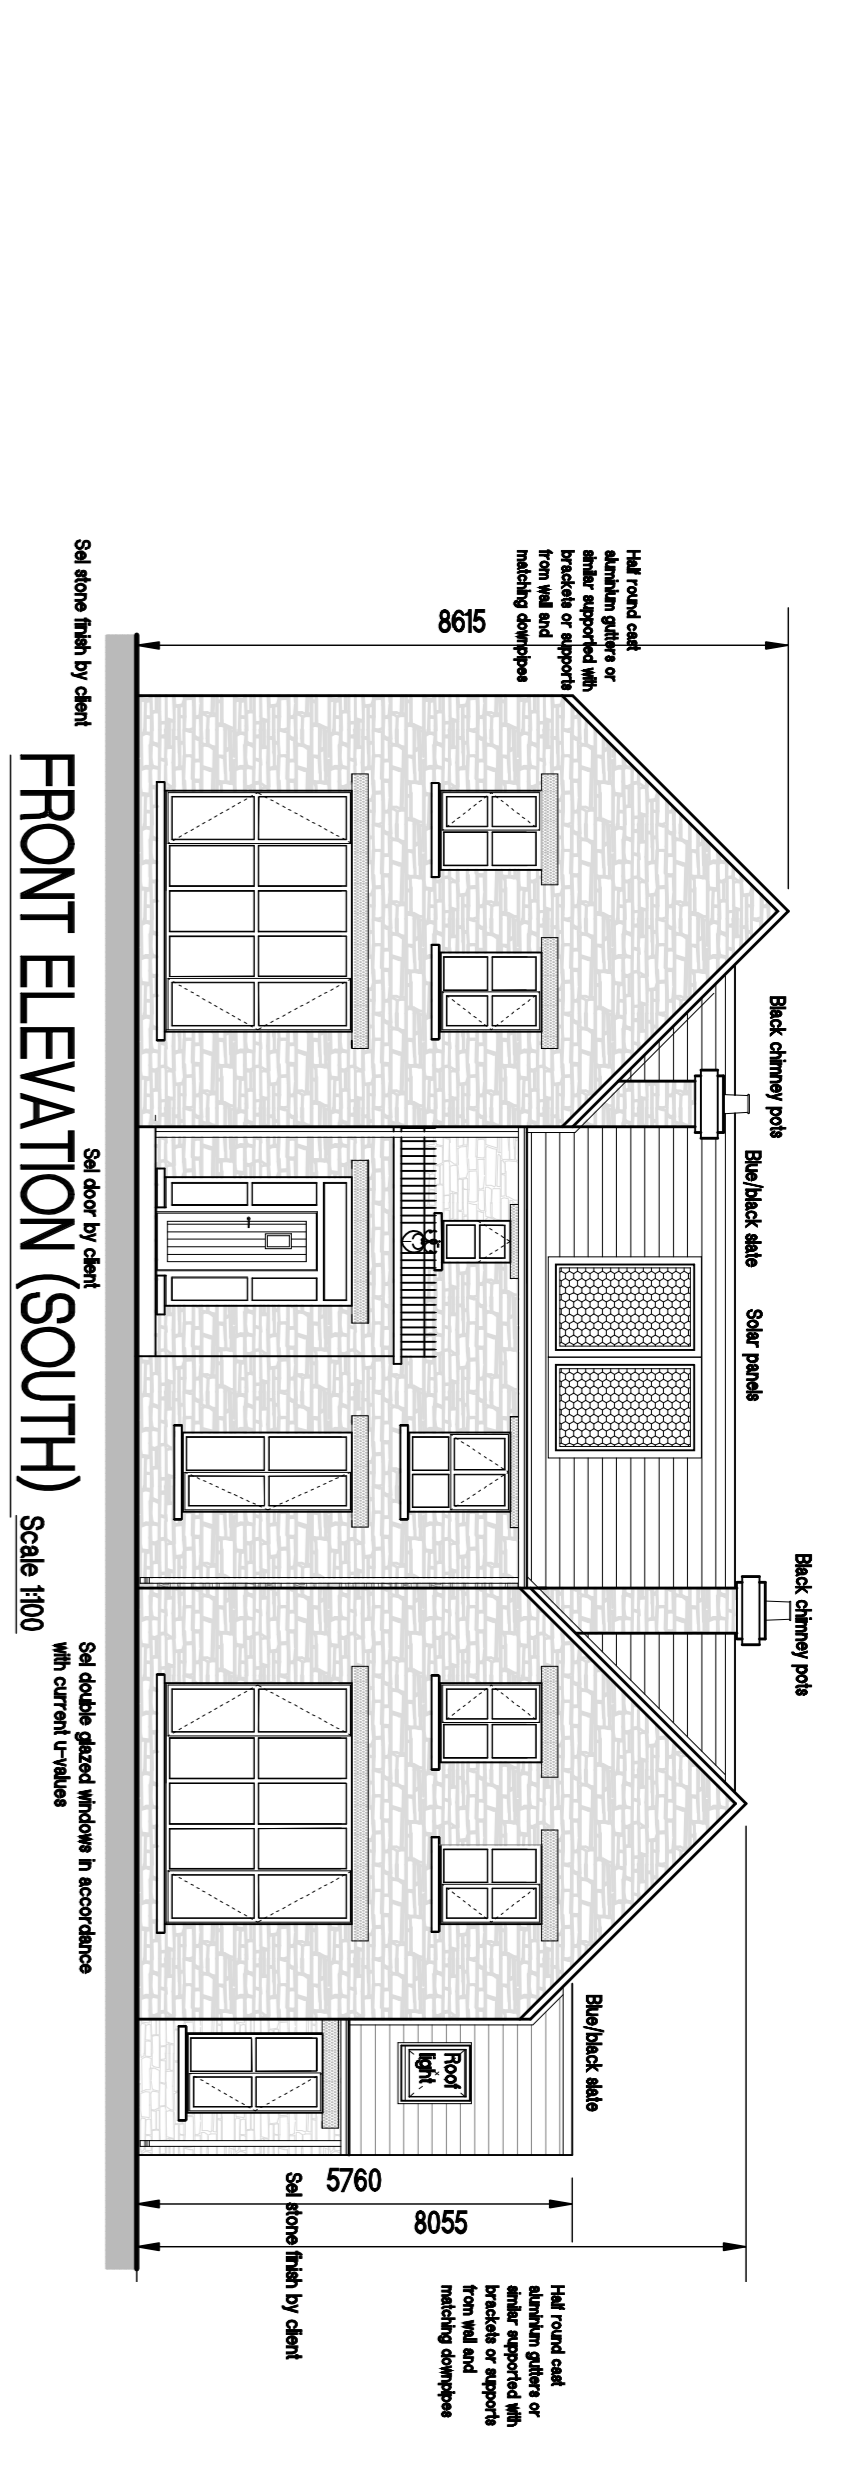 Black chimney pots
Black chimney pots
Blue/black slate
Solar panels
Half round cast
aluminium gutters or
similar supported with
brackets or supports
from wall and
matching downpipes
8615
Blue/black slate
Roof
light
Half round cast
aluminium gutters or
similar supported with
brackets or supports
from wall and
matching downpipes
8055
5760
Sel stone finish by client
Sel stone finish by client
Sel door by client
Sel double glazed windows in accordance
with current u-values
FRONT ELEVATION (SOUTH) Scale 1:100